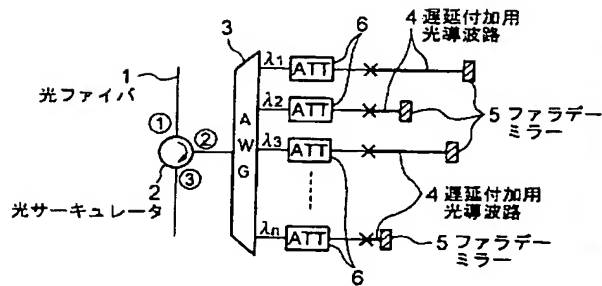 3
6
4 遅延付加用
光導波路
1
光ファイバ
①
②
③
2
光サーキュレータ
AWG
λ1
ATT
λ2
ATT
λ3
ATT
λn
ATT
5 ファラデー
ミラー
4 遅延付加用
光導波路
5 ファラデー
ミラー
6